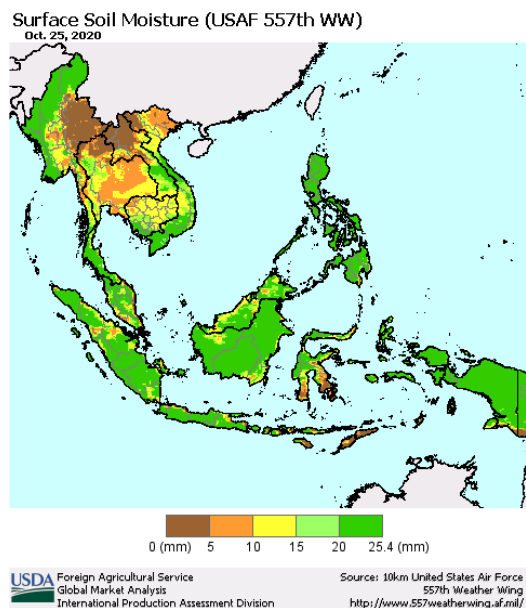 Surface Soil Moisture (USAF 557th WW)
Oct. 25, 2020
0 (mm) 5 10 15 20 25.4 (mm)
USDA Foreign Agricultural Service
Global Market Analysis
International Production Assessment Division
Source: 10km United States Air Force
557th Weather Wing
http://www.557weatherwing.af.mil/